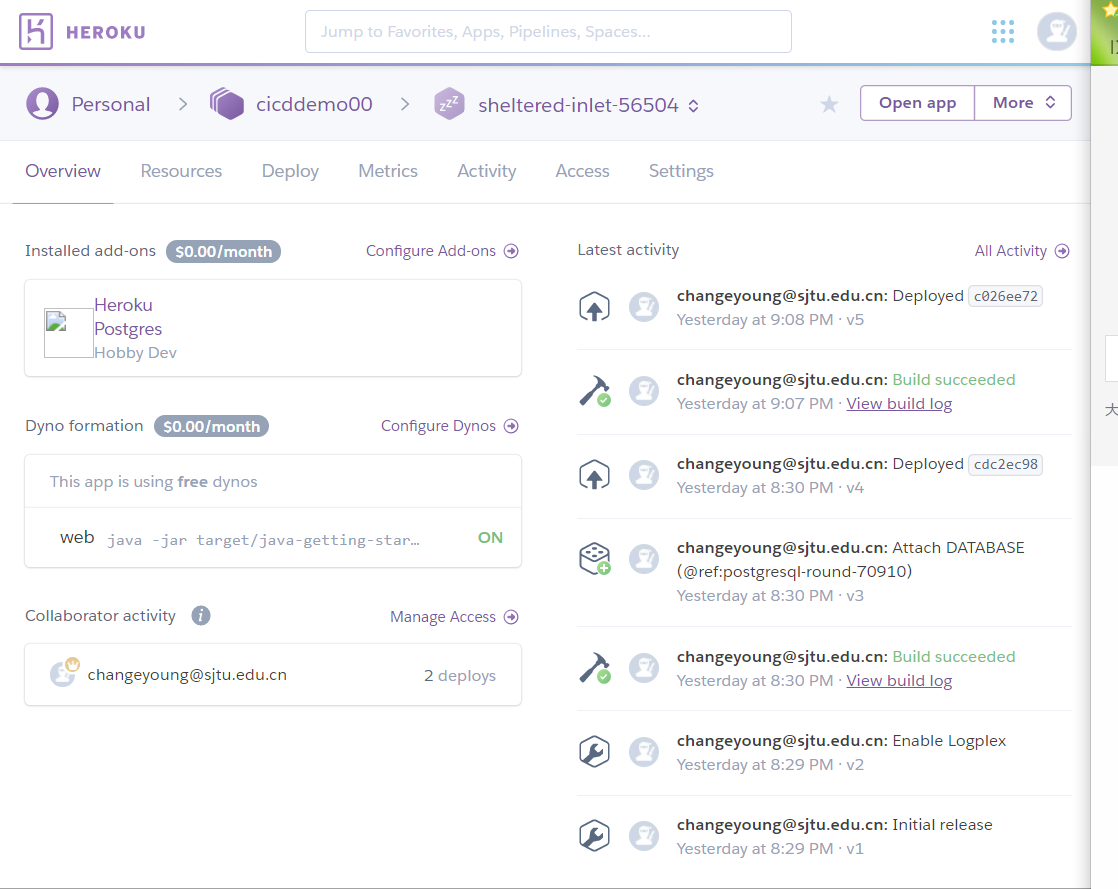 HEROKU
Jump to Favorites, Apps, Pipelines, Spaces...
Personal
cicddemo00
zzZ
sheltered-inlet-56504
Open app
More
Overview
Resources
Deploy
Metrics
Activity
Access
Settings
Installed add-ons
$0.00/month
Configure Add-ons
Heroku
Postgres
Hobby Dev
Dyno formation
$0.00/month
Configure Dynos
This app is using free dynos
web
java -jar target/java-getting-star…
ON
Collaborator activity
i
Manage Access
changeyoung@sjtu.edu.cn
2 deploys
Latest activity
All Activity
changeyoung@sjtu.edu.cn: Deployed c026ee72
Yesterday at 9:08 PM · v5
changeyoung@sjtu.edu.cn: Build succeeded
Yesterday at 9:07 PM · View build log
changeyoung@sjtu.edu.cn: Deployed cdc2ec98
Yesterday at 8:30 PM · v4
changeyoung@sjtu.edu.cn: Attach DATABASE
(@ref:postgresql-round-70910)
Yesterday at 8:30 PM · v3
changeyoung@sjtu.edu.cn: Build succeeded
Yesterday at 8:30 PM · View build log
changeyoung@sjtu.edu.cn: Enable Logplex
Yesterday at 8:29 PM · v2
changeyoung@sjtu.edu.cn: Initial release
Yesterday at 8:29 PM · v1